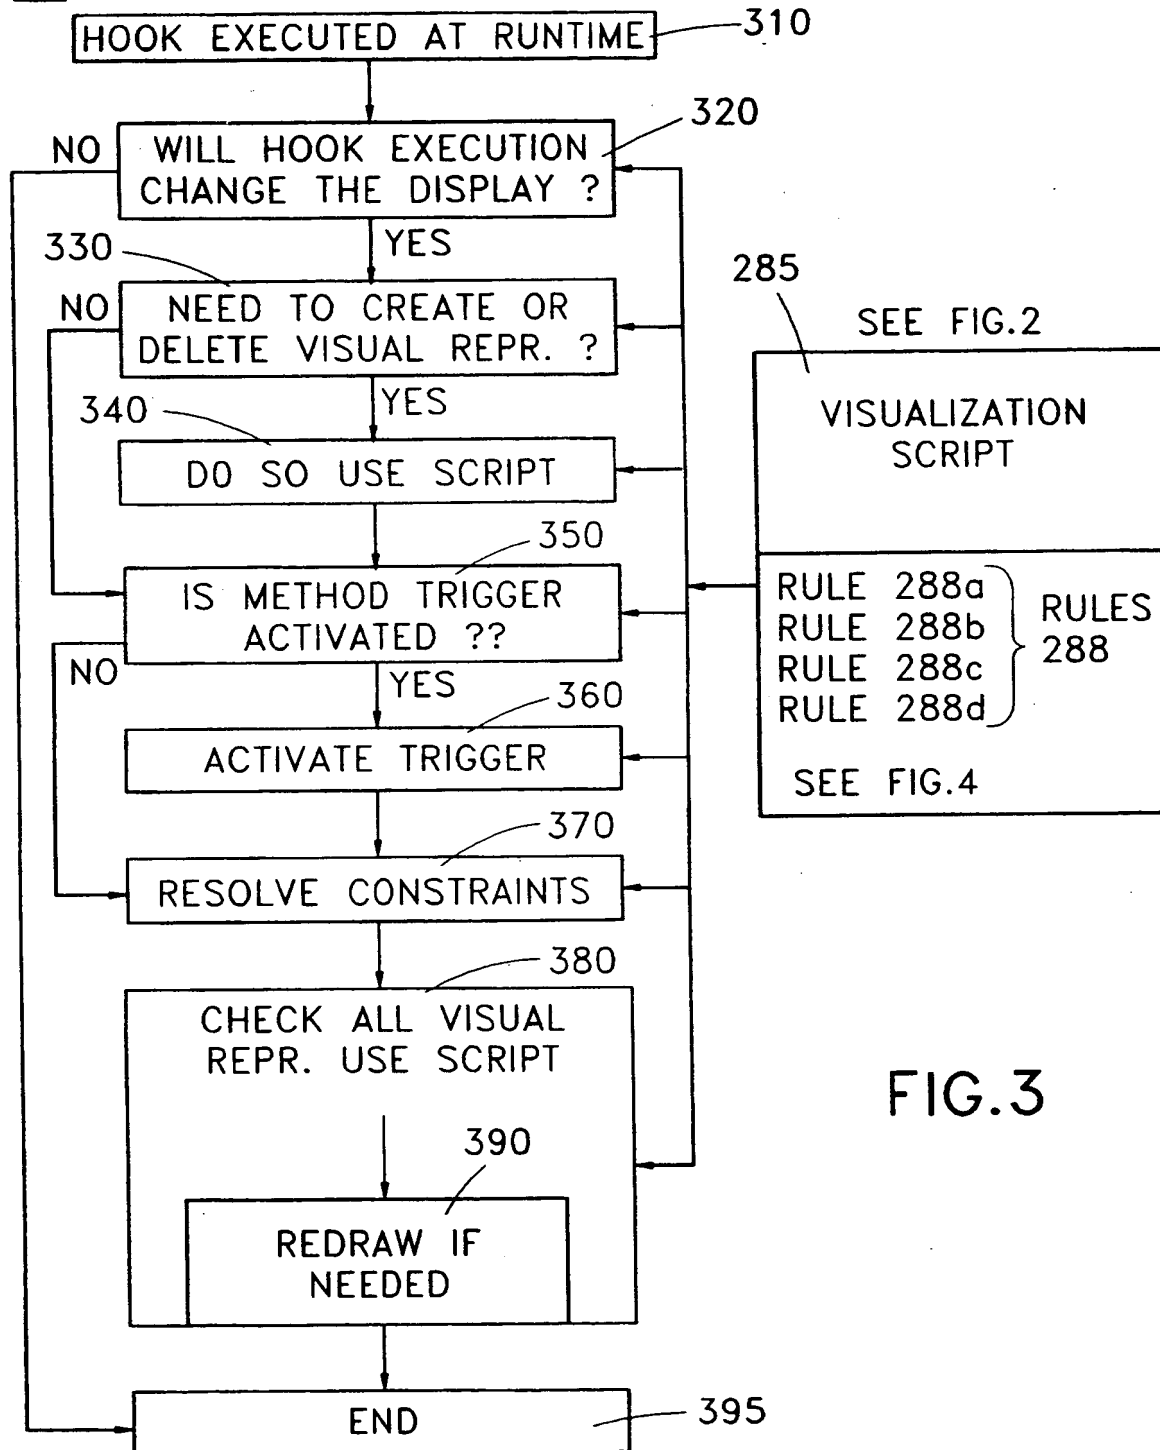 HOOK EXECUTED AT RUNTIME
310
320
NO
WILL HOOK EXECUTION
CHANGE THE DISPLAY ?
YES
330
NO
NEED TO CREATE OR
DELETE VISUAL REPR. ?
YES
340
DO SO USE SCRIPT
350
IS METHOD TRIGGER
ACTIVATED ??
NO
YES
360
ACTIVATE TRIGGER
370
RESOLVE CONSTRAINTS
380
CHECK ALL VISUAL
REPR. USE SCRIPT
390
REDRAW IF
NEEDED
END
395
285
SEE FIG.2
VISUALIZATION
SCRIPT
RULE 288a
RULE 288b
RULE 288c
RULE 288d
RULES
288
SEE FIG.4
FIG.3